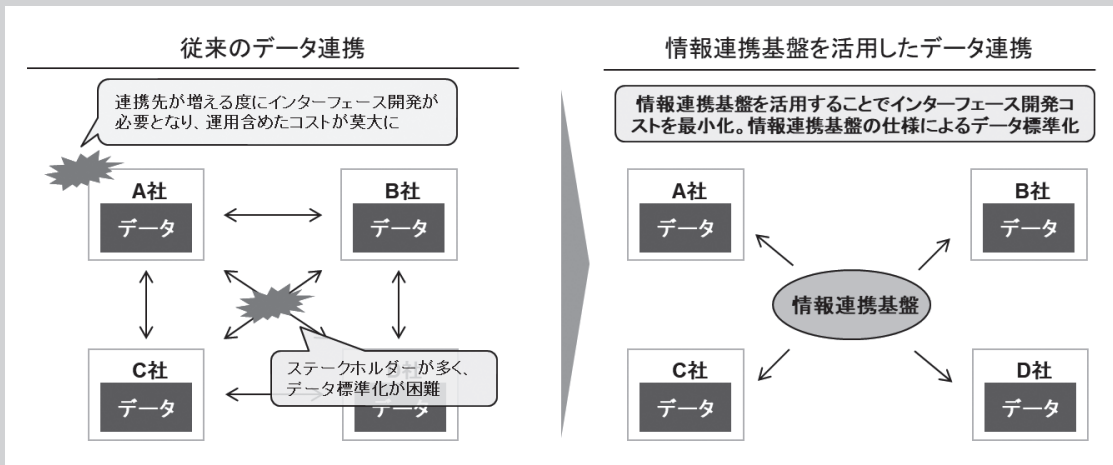 従来のデータ連携
連携先が増える度にインターフェース開発が
必要となり、運用含めたコストが莫大に
A社
データ
B社
データ
C社
データ
D社
データ
ステークホルダーが多く、
データ標準化が困難
情報連携基盤を活用したデータ連携
情報連携基盤を活用することでインターフェース開発コ
ストを最小化。情報連携基盤の仕様によるデータ標準化
A社
データ
B社
データ
情報連携基盤
C社
データ
D社
データ